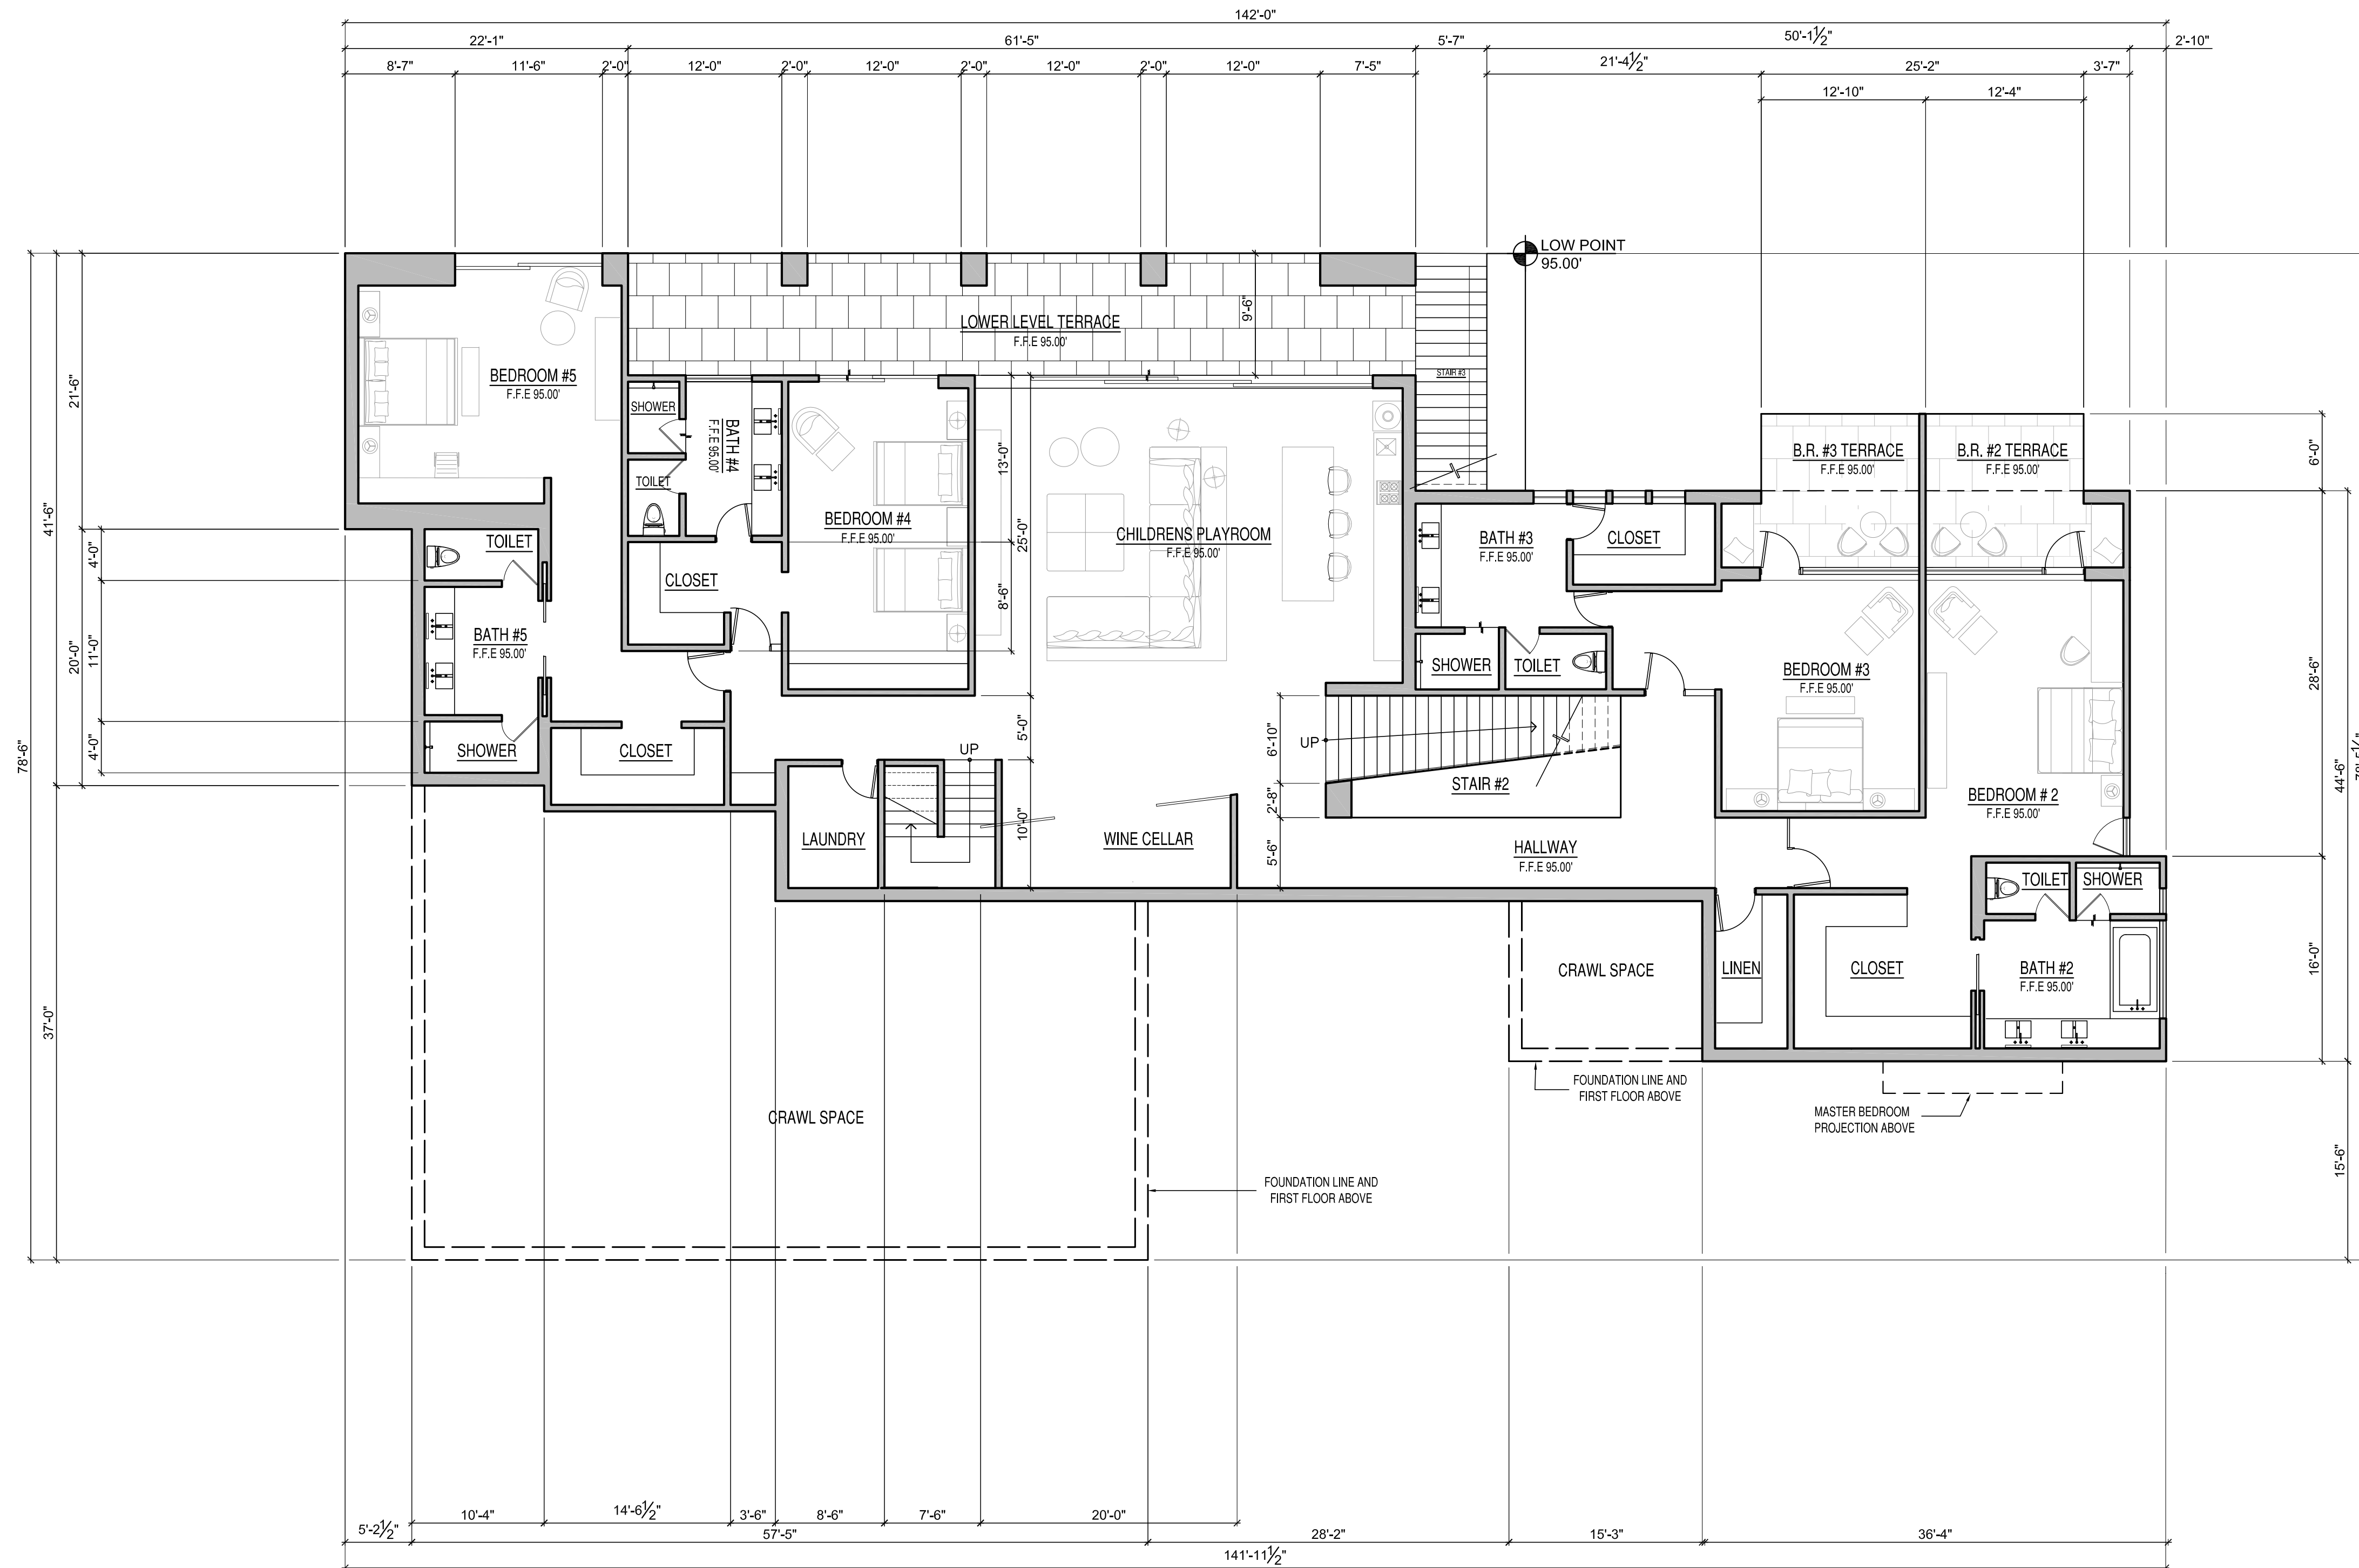 142'-0"
22'-1"
61'-5"
5'-7"
50'-1½"
2'-10"
8'-7"
11'-6"
2'-0"
12'-0"
2'-0"
12'-0"
2'-0"
12'-0"
2'-0"
12'-0"
7'-5"
21'-4½"
25'-2"
3'-7"
12'-10"
12'-4"
LOW POINT
95.00'
LOWER LEVEL TERRACE
F.F.E 95.00'
9'-6"
STAIR #3
BEDROOM #5
F.F.E 95.00'
SHOWER
BATH #4
F.F.E 95.00'
TOILET
BEDROOM #4
F.F.E 95.00'
13'-0"
25'-0"
8'-6"
CHILDRENS PLAYROOM
F.F.E 95.00'
B.R. #3 TERRACE
F.F.E 95.00'
B.R. #2 TERRACE
F.F.E 95.00'
BATH #3
F.F.E 95.00'
CLOSET
TOILET
CLOSET
BATH #5
F.F.E 95.00'
SHOWER
TOILET
BEDROOM #3
F.F.E 95.00'
SHOWER
CLOSET
UP
5'-0"
10'-0"
LAUNDRY
WINE CELLAR
6'-10"
2'-8"
5'-6"
UP
STAIR #2
HALLWAY
F.F.E 95.00'
BEDROOM # 2
F.F.E 95.00'
TOILET
SHOWER
LINEN
CLOSET
BATH #2
F.F.E 95.00'
CRAWL SPACE
FOUNDATION LINE AND
FIRST FLOOR ABOVE
MASTER BEDROOM
PROJECTION ABOVE
CRAWL SPACE
FOUNDATION LINE AND
FIRST FLOOR ABOVE
78'-6"
41'-6"
37'-0"
21'-6"
20'-0"
4'-0"
11'-0"
4'-0"
6'-0"
28'-6"
16'-0"
44'-6"
15'-6"
10'-4"
14'-6½"
3'-6"
8'-6"
7'-6"
20'-0"
5'-2½"
57'-5"
28'-2"
15'-3"
36'-4"
141'-11½"